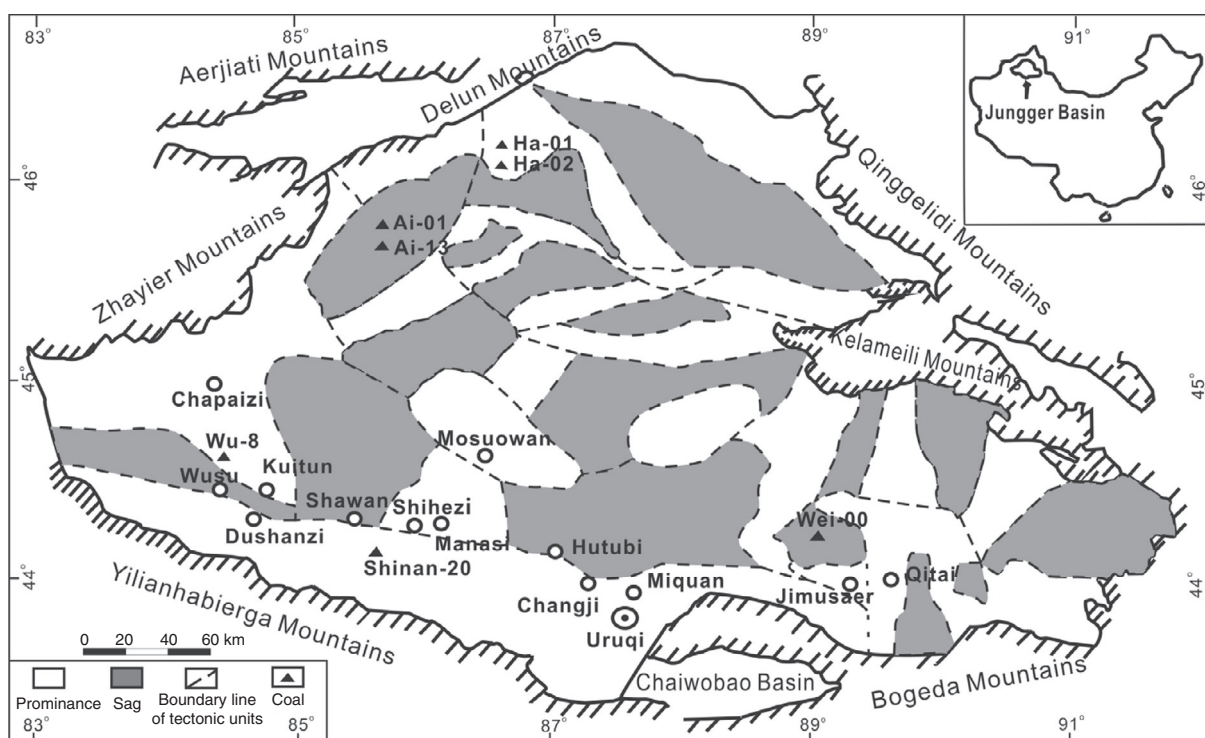 83°
85°
87°
89°
91°
Aerjiati Mountains
Delun Mountains
Jungger Basin
Ha-01
Ha-02
46°
46°
Qinggelidi Mountains
Ai-01
Ai-13
Zhayier Mountains
Kelameili Mountains
45°
45°
Chapaizi
Mosuowan
Wu-8
Wusu
Kuitun
Shawan
Shihezi
Wei-00
Dushanzi
Manasi
Hutubi
Shinan-20
Miquan
Jimusaer
Qitai
44°
44°
Changji
Yilianhabierga Mountains
Uruqi
0 20 40 60 km
Chaiwobao Basin
Bogeda Mountains
Prominance
Sag
Boundary line
of tectonic units
Coal
83°
85°
87°
89°
91°